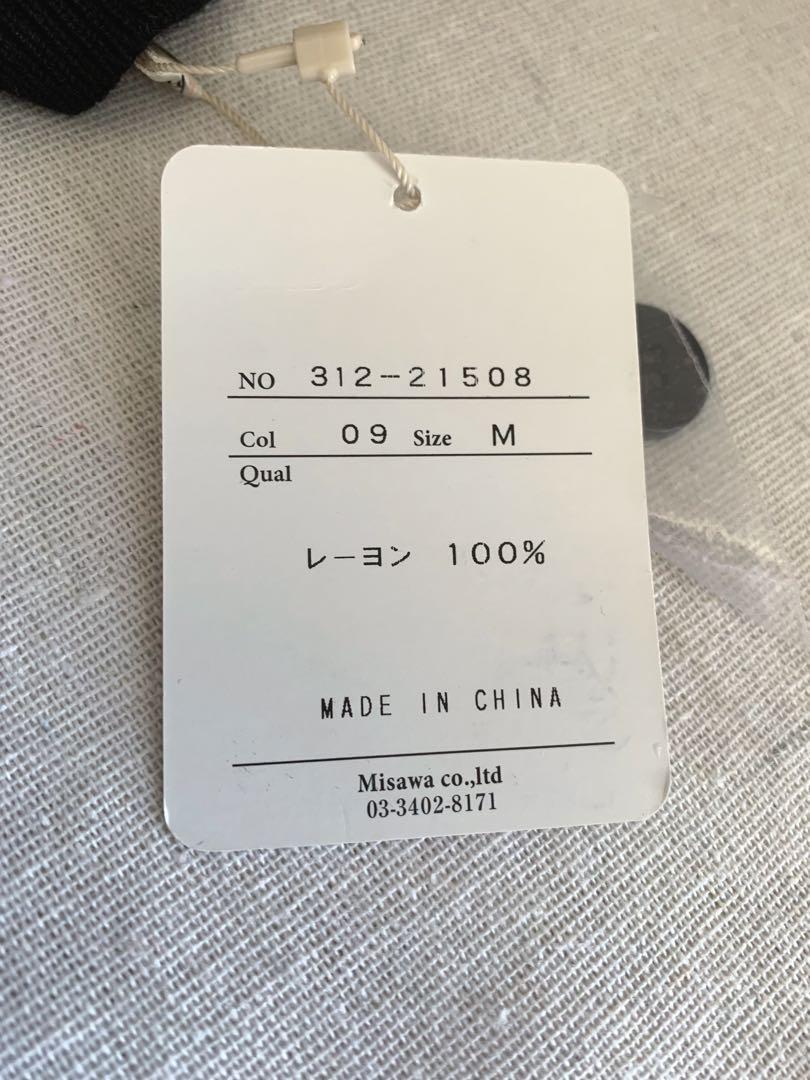 NO 312-21508
Col 09 Size M
Qual
レーヨン 100%
MADE IN CHINA
Misawa co.,ltd
03-3402-8171